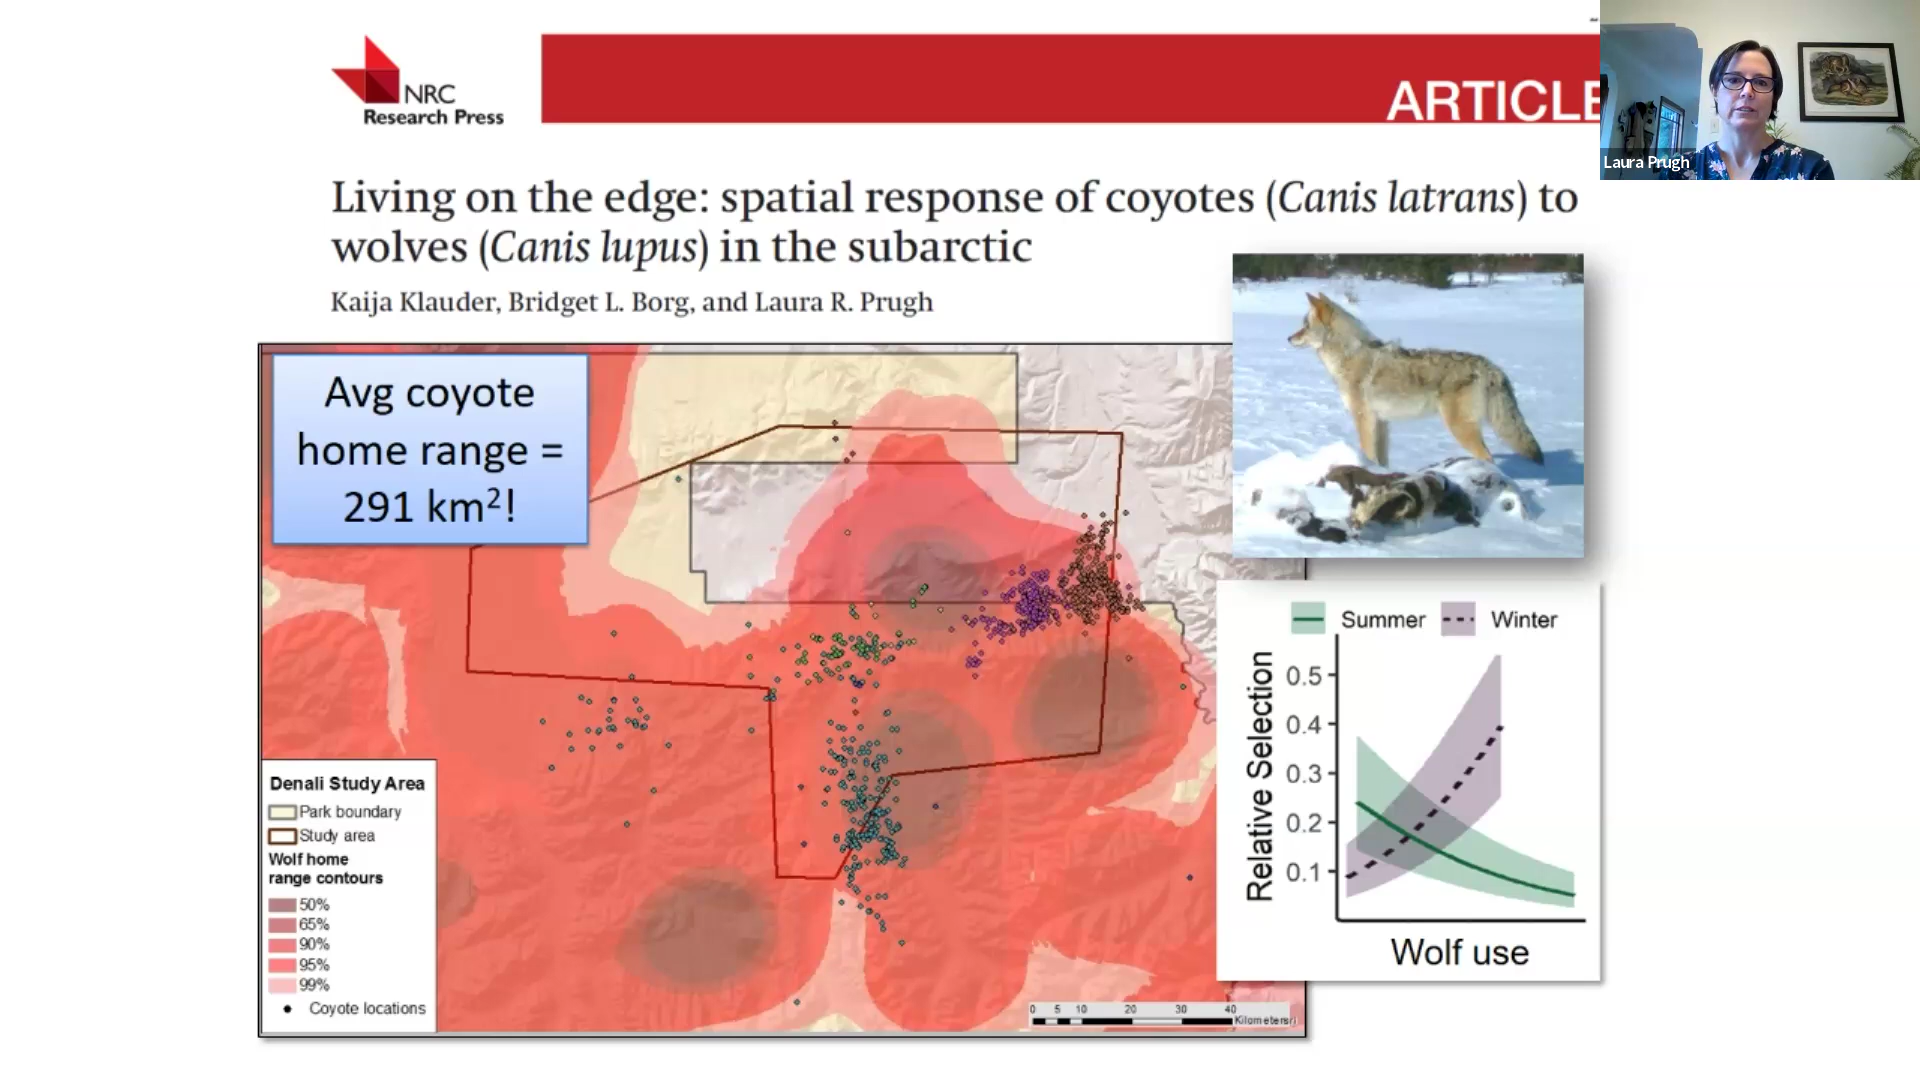 NRC
Research Press
ARTICLE
Laura Prugh
Living on the edge: spatial response of coyotes (Canis latrans) to
wolves (Canis lupus) in the subarctic
Kaija Klauder, Bridget L. Borg, and Laura R. Prugh
Avg coyote
home range =
291 km²!
Denali Study Area
Park boundary
Study area
Wolf home
range contours
50%
65%
90%
95%
99%
Coyote locations
0 5 10 20 30 40
Kilometers
Summer Winter
Relative Selection
0.5
0.4
0.3
0.2
0.1
Wolf use